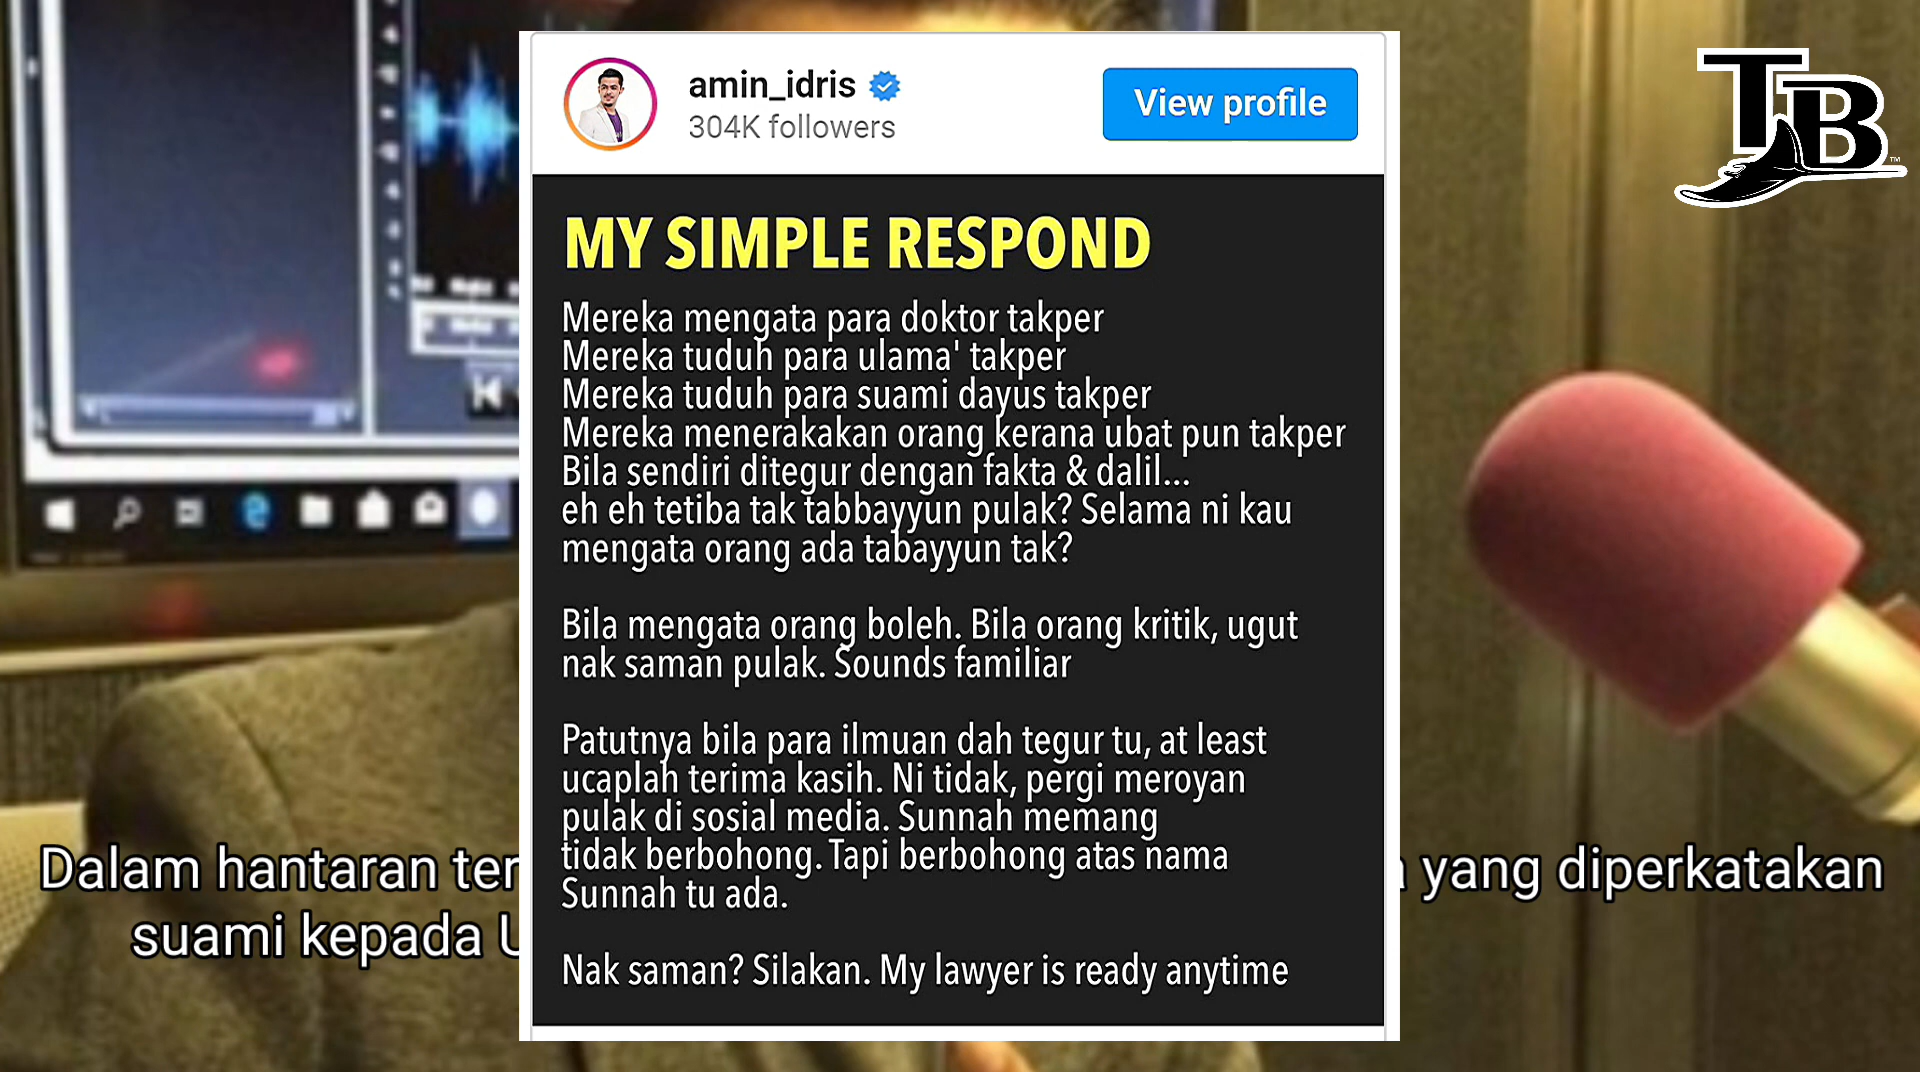 amin_idris
304K followers
View profile
TB
TM
MY SIMPLE RESPOND
Mereka mengata para doktor takper
Mereka tuduh para ulama' takper
Mereka tuduh para suami dayus takper
Mereka menerakakan orang kerana ubat pun takper
Bila sendiri ditegur dengan fakta & dalil...
eh eh tetiba tak tabbayyun pulak? Selama ni kau
mengata orang ada tabayyun tak?
Bila mengata orang boleh. Bila orang kritik, ugut
nak saman pulak. Sounds familiar
Patutnya bila para ilmuan dah tegur tu, at least
ucaplah terima kasih. Ni tidak, pergi meroyan
pulak di sosial media. Sunnah memang
tidak berbohong. Tapi berbohong atas nama
Sunnah tu ada.
Nak saman? Silakan. My lawyer is ready anytime
Dalam hantaran yang diperkatakan
suami kepada